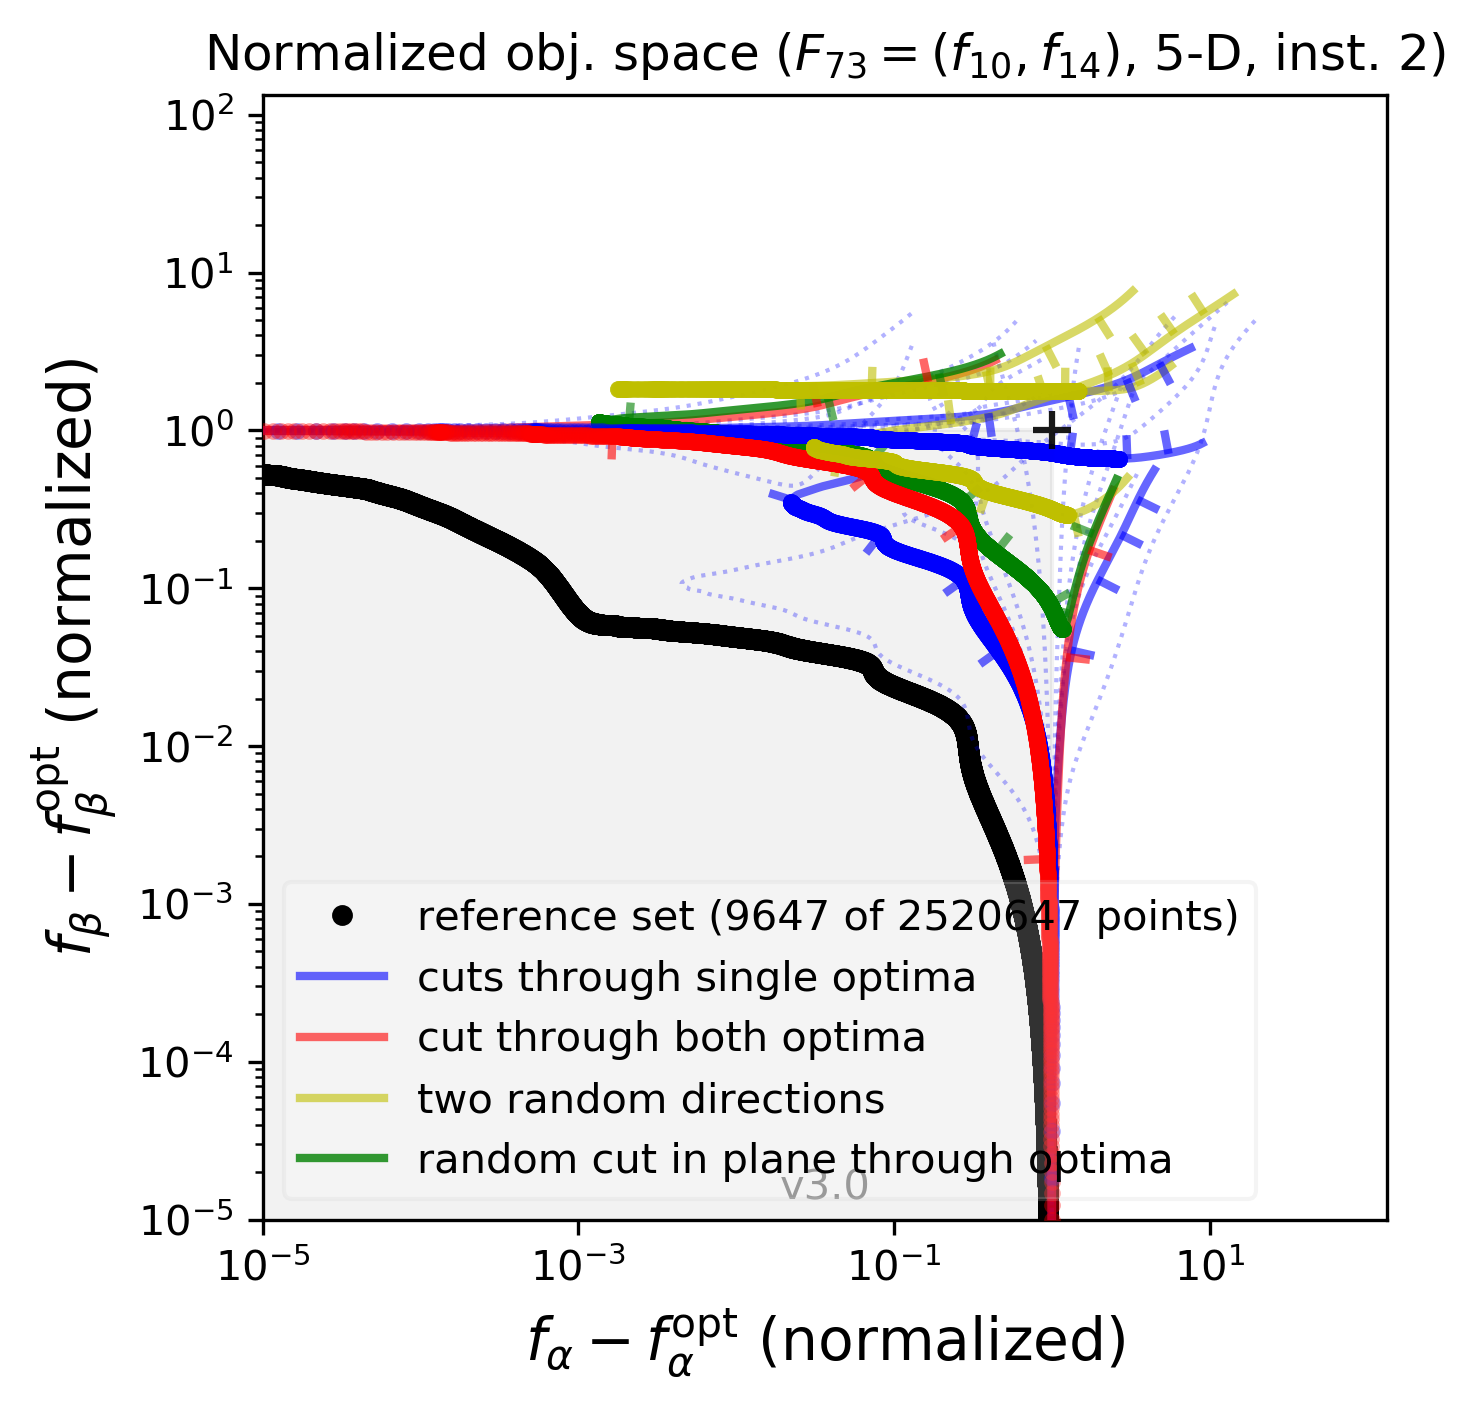 Normalized obj. space (F₇₃ = (f₁₀, f₁₄), 5-D, inst. 2)
10²
10¹
10⁰
10⁻¹
10⁻²
10⁻³
10⁻⁴
10⁻⁵
f_β − f_β^opt (normalized)
reference set (9647 of 2520647 points)
cuts through single optima
cut through both optima
two random directions
random cut in plane through optima
v3.0
10⁻⁵ 10⁻³ 10⁻¹ 10¹
f_α − f_α^opt (normalized)